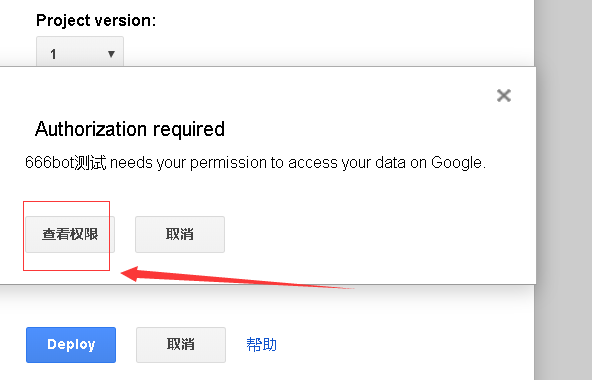 Project version:
1
Authorization required
666bot测试 needs your permission to access your data on Google.
查看权限 取消
Deploy 取消 帮助